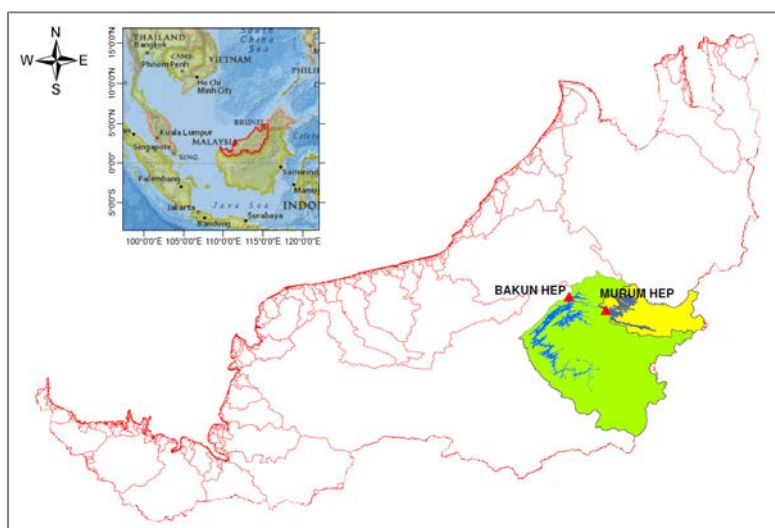 N
W
E
S
THAILAND
Bangkok
South
China
Sea
CAMB.
VIETNAM
Phnom Penh
Ho Chi
Minh City
PHILI
BRUNEI
Celebes
Kuala Lumpur
MALAYSIA
Singapore
SING.
Samarinda
Palembang
Java Sea
INDO
Jakarta
Surabaya
Bandung
15°0'0"N
10°0'0"N
5°0'0"N
0°0'0"
5°0'0"S
100°0'0"E
105°0'0"E
110°0'0"E
115°0'0"E
120°0'0"E
BAKUN HEP
MURUM HEP